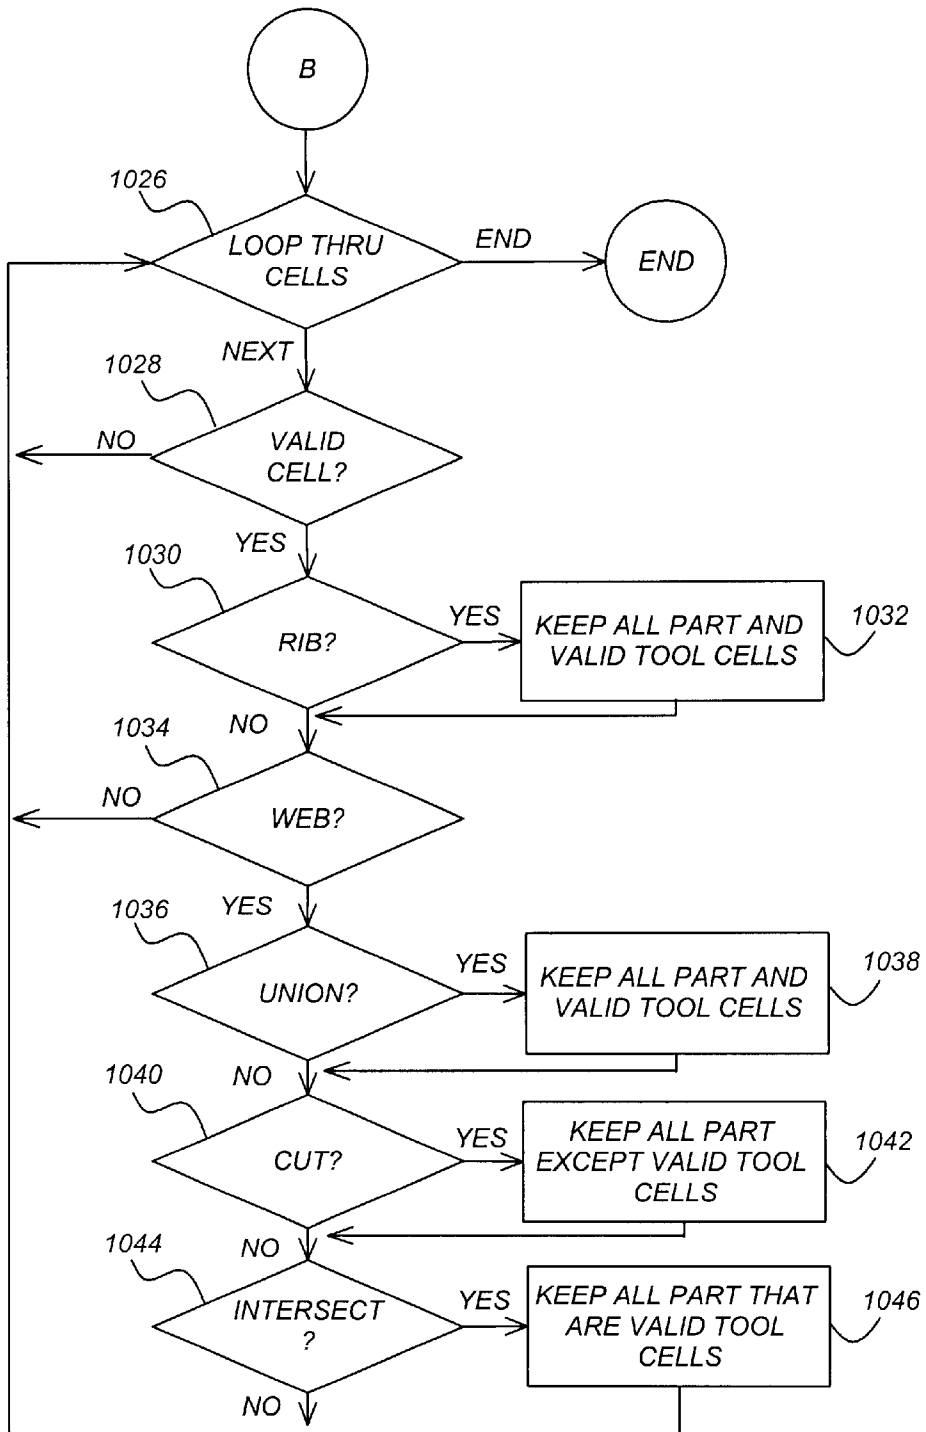 B
1026
LOOP THRU
CELLS
END
END
NEXT
1028
VALID
CELL?
NO
YES
1030
RIB?
YES
KEEP ALL PART AND
VALID TOOL CELLS
1032
NO
1034
WEB?
NO
YES
1036
UNION?
YES
KEEP ALL PART AND
VALID TOOL CELLS
1038
NO
1040
CUT?
YES
KEEP ALL PART
EXCEPT VALID TOOL
CELLS
1042
NO
1044
INTERSECT
?
YES
KEEP ALL PART THAT
ARE VALID TOOL
CELLS
1046
NO